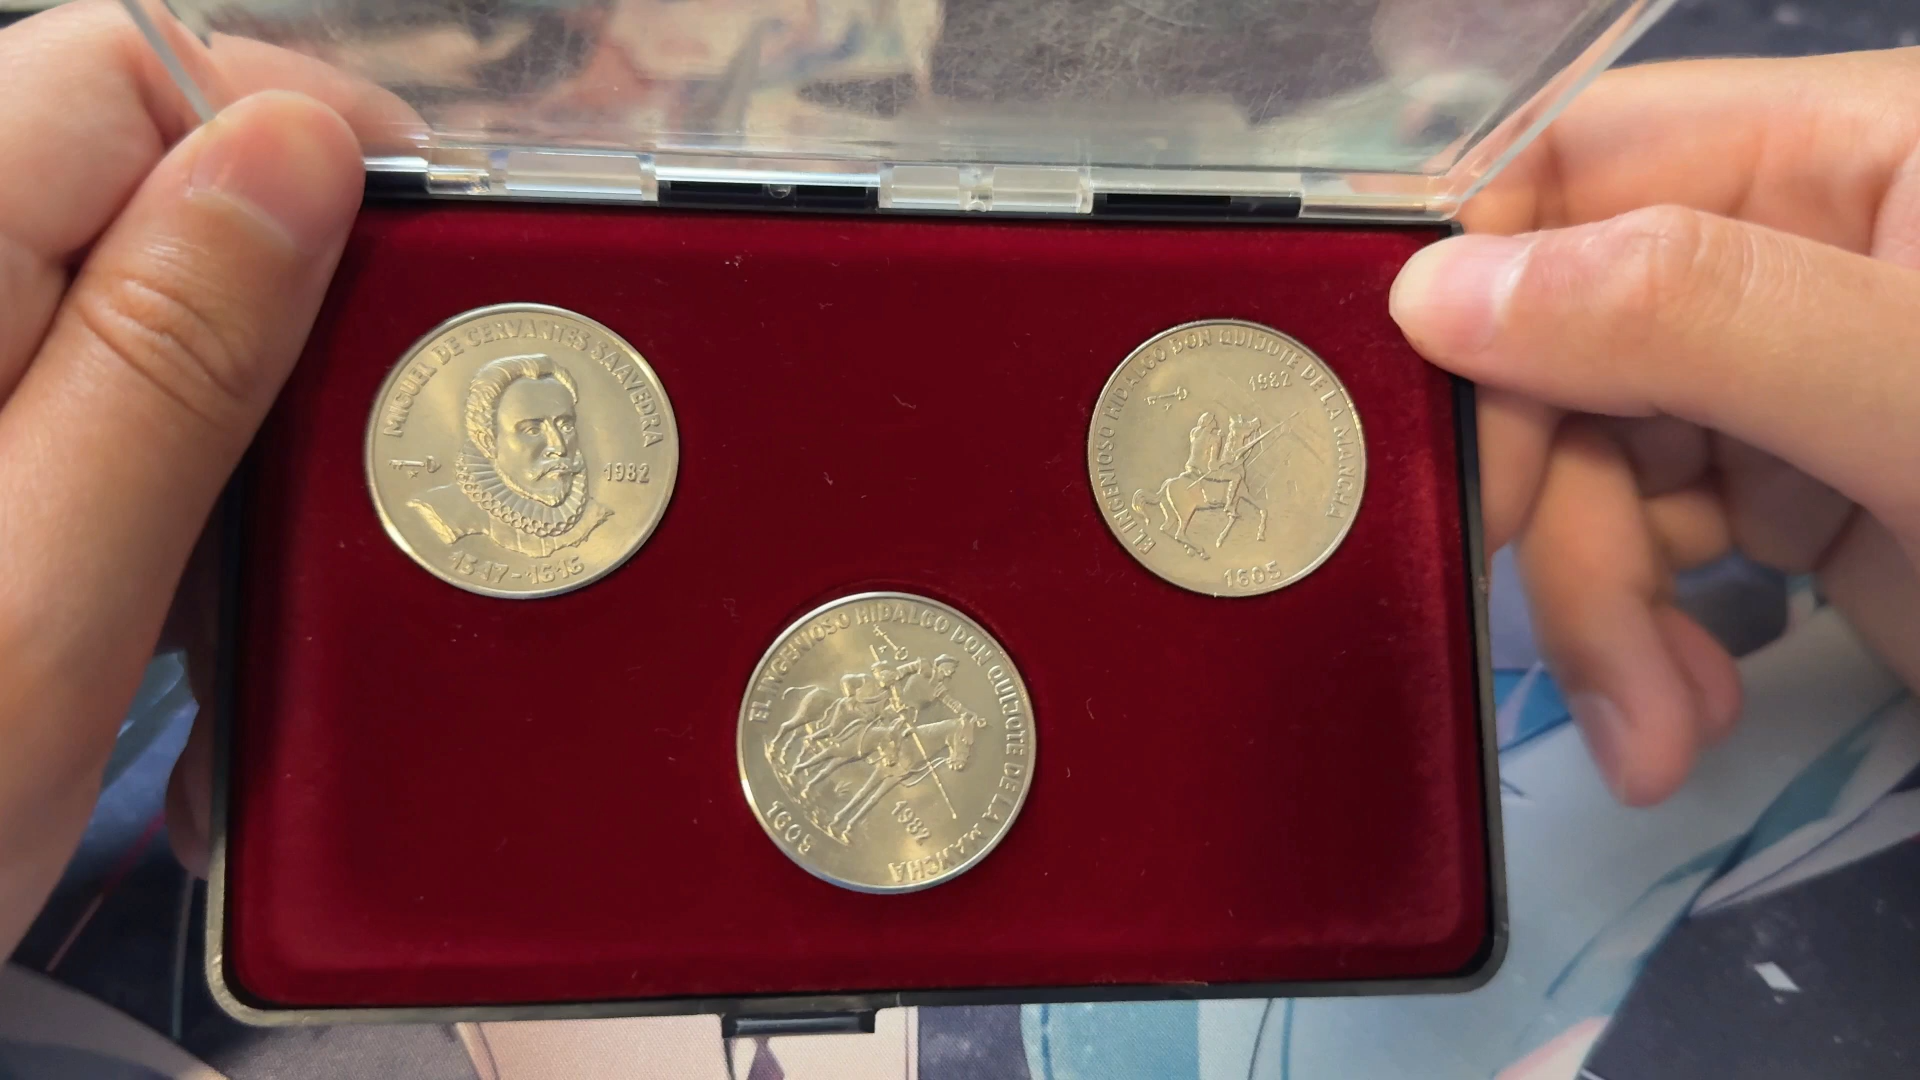 MIGUEL DE CERVANTES SAAVEDRA
1982
1547-1616
EL INGENIOSO HIDALGO DON QUIJOTE DE LA MANCHA
1982
1605
EL INGENIOSO HIDALGO DON QUIJOTE DE LA MANCHA
1982
1605